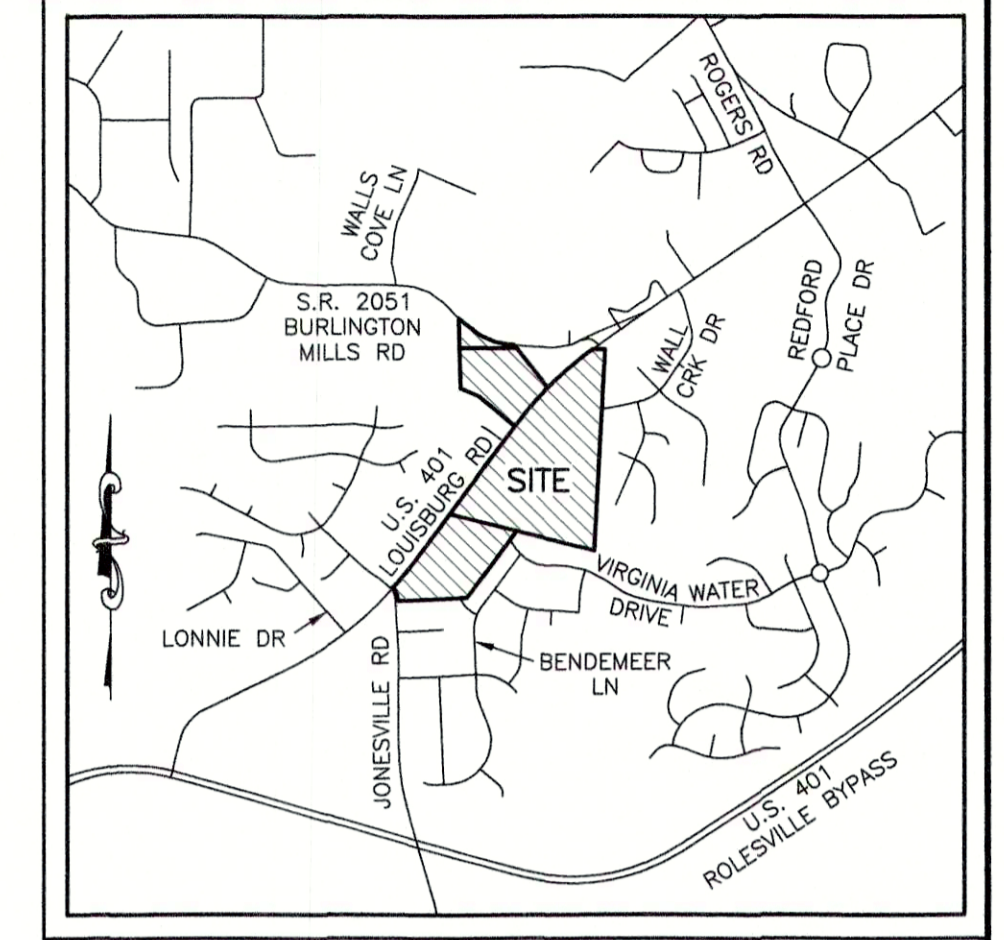 ROGERS RD
WALLS
COVE LN
S.R. 2051
BURLINGTON
MILLS RD
REDFORD
PLACE DR
WALL
CRK DR
U.S. 401
LOUISBURG RD
SITE
VIRGINIA WATER
DRIVE
LONNIE DR
BENDEMEER
LN
JONESVILLE RD
U.S. 401
ROLESVILLE BYPASS